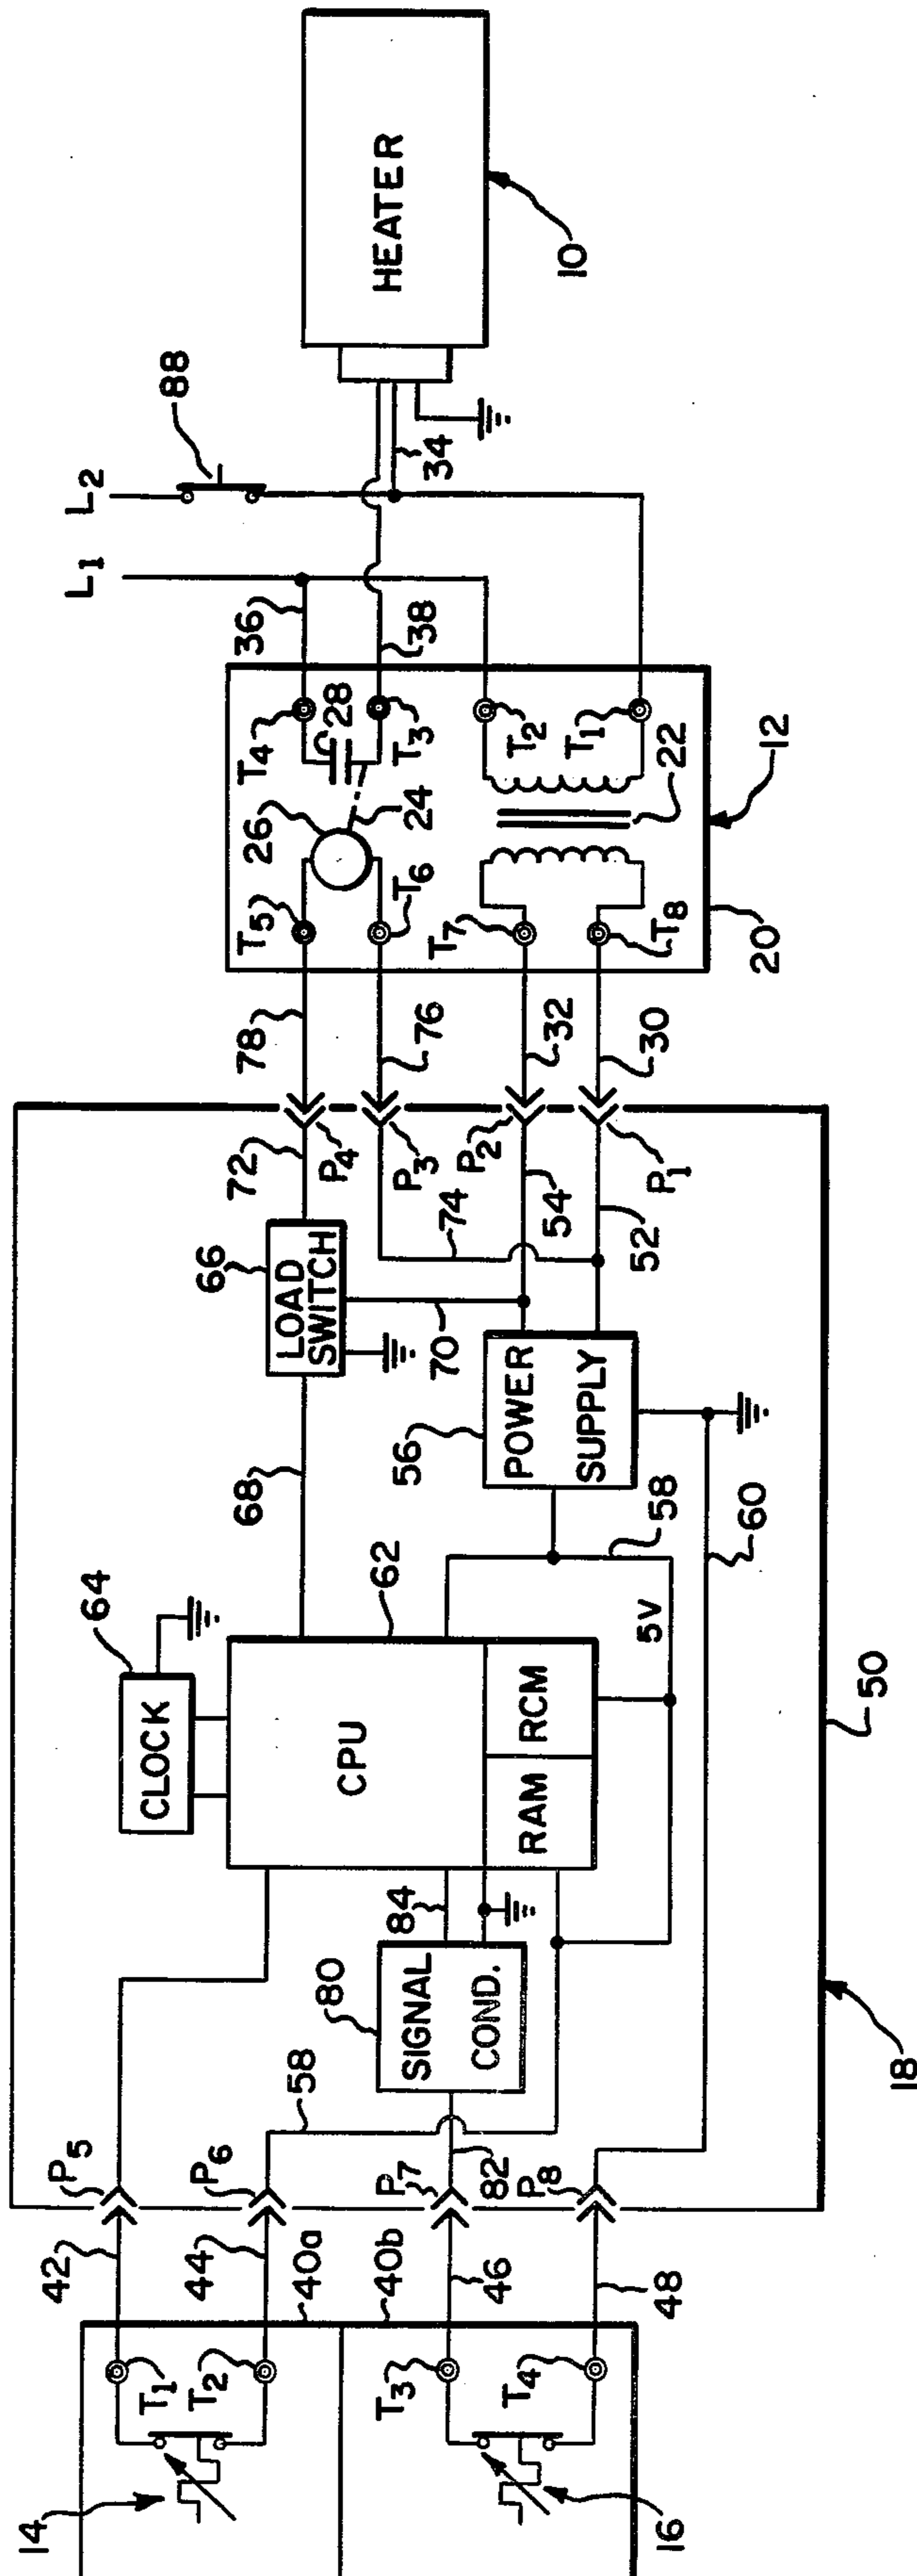 L1
L2
88
HEATER
10
34
36
38
T4
28
T3
T2
T1
26
24
22
12
T5
T6
T7
T8
20
78
76
32
30
P4
P3
P2
P1
72
74
54
52
66
LOAD
SWITCH
70
68
56
POWER
SUPPLY
58
60
5V
64
CLOCK
62
CPU
RAM
RCM
50
84
80
SIGNAL
COND.
58
82
18
P5
P6
P7
P8
42
44
40a
40b
46
48
T1
T2
T3
T4
14
16